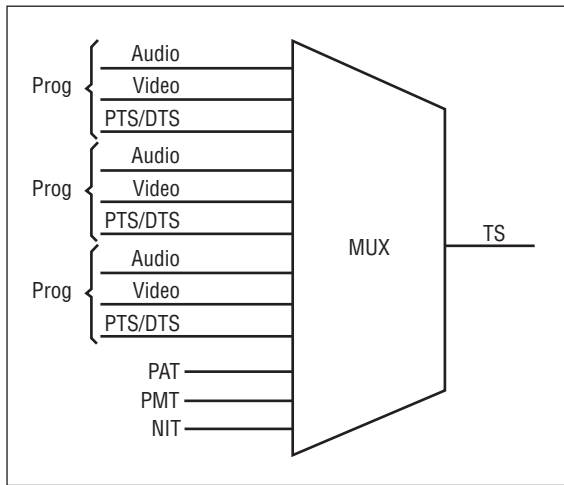 Audio
Prog Video
PTS/DTS
Audio
Prog Video
PTS/DTS
Audio
Prog Video
PTS/DTS
PAT
PMT
NIT
MUX
TS